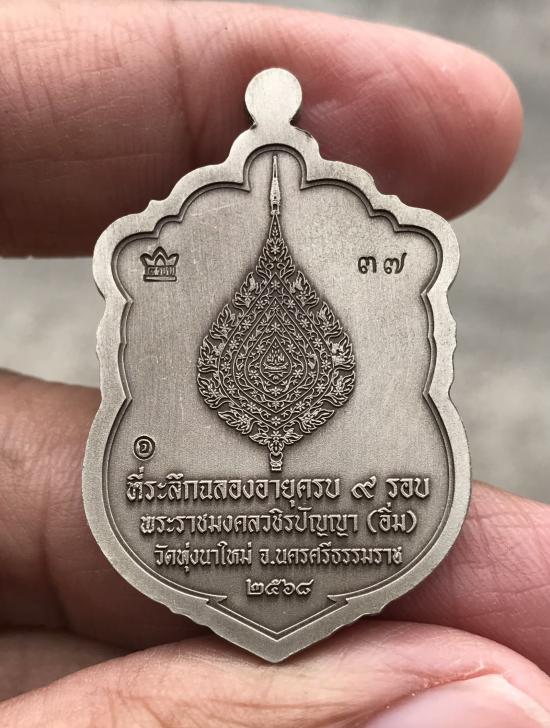 ๓๗
ที่ระลึกฉลองอายุครบ ๙ รอบ
พระราชมงคลวชิรปัญญา (อิ่ม)
วัดทุ่งนาใหม่ จ.นครศรีธรรมราช
๒๕๖๘